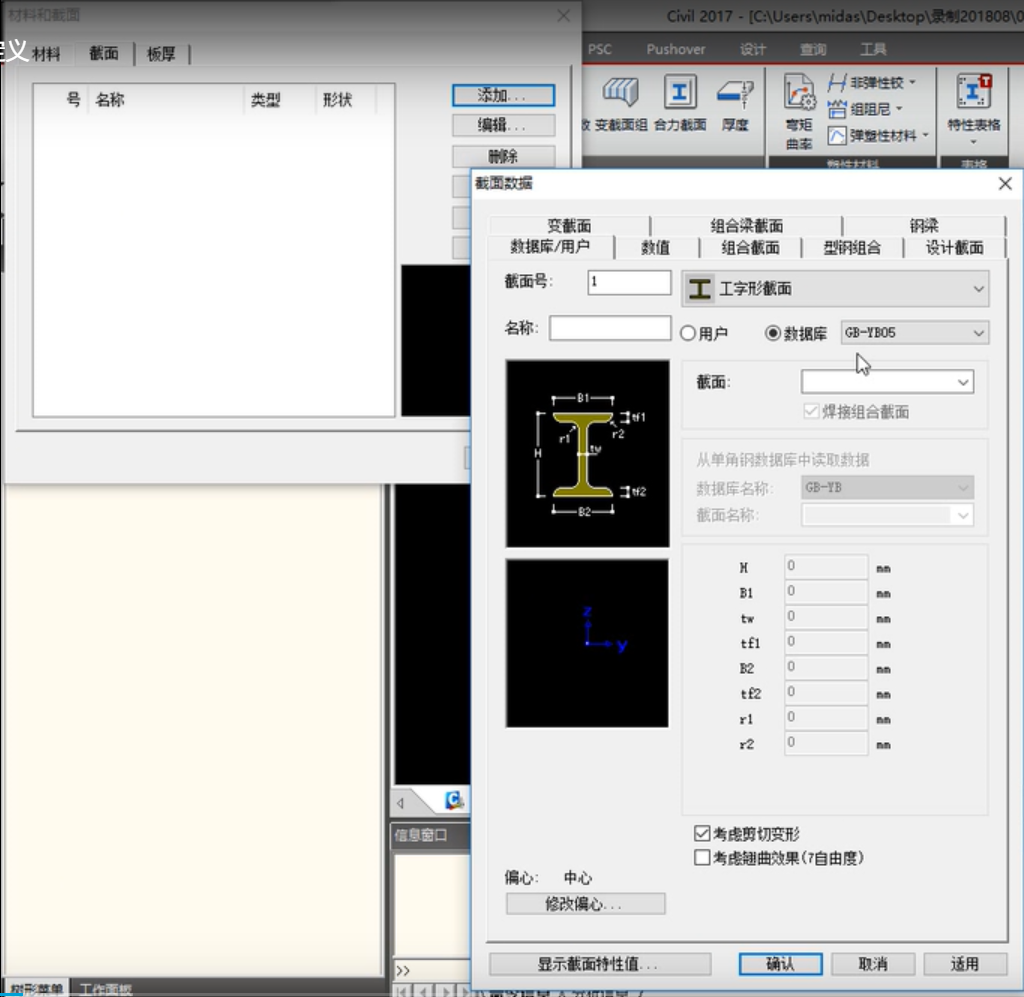 材料和截面
Civil 2017 - [C:\Users\midas\Desktop\录制201808\0
定义
材料 截面 板厚
PSC Pushover 设计 查询 工具
号 名称 类型 形状
添加...
编辑...
删除
变截面组 合力截面 厚度
弯矩
曲率
非弹性铰
组阻尼
弹塑性材料
特性表格
塑性材料 表格
截面数据
变截面 组合梁截面 钢梁
数据库/用户 数值 组合截面 型钢组合 设计截面
截面号: 1 工字形截面
名称: 用户 数据库 GB-YB05
截面:
焊接组合截面
从单角钢数据库中读取数据
数据库名称: GB-YB
截面名称:
B1
tf1
r1 r2
H tw
tf2
B2
z
y
H 0 mm
B1 0 mm
tw 0 mm
tf1 0 mm
B2 0 mm
tf2 0 mm
r1 0 mm
r2 0 mm
考虑剪切变形
考虑翘曲效果(7自由度)
偏心: 中心
修改偏心...
显示截面特性值... 确认 取消 适用
信息窗口
>>
树形菜单 工作面板